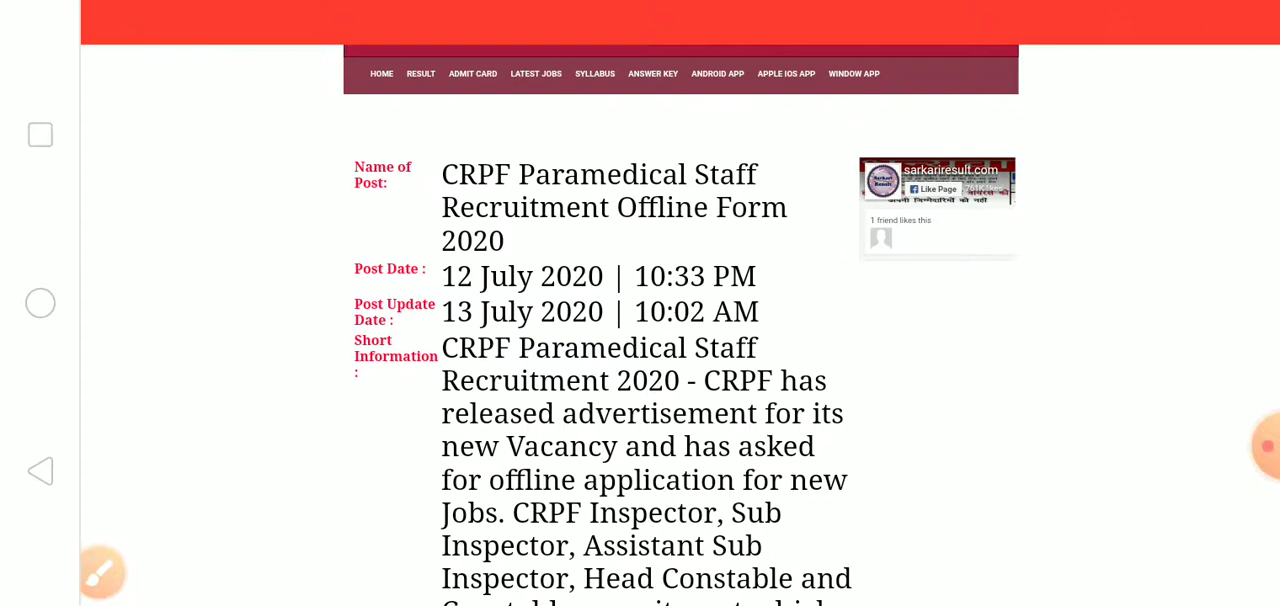 HOME RESULT ADMIT CARD LATEST JOBS SYLLABUS ANSWER KEY ANDROID APP APPLE IOS APP WINDOW APP
Name of
Post:
CRPF Paramedical Staff
Recruitment Offline Form
2020
Post Date :
12 July 2020 | 10:33 PM
Post Update
Date :
13 July 2020 | 10:02 AM
Short
Information
:
CRPF Paramedical Staff
Recruitment 2020 - CRPF has
released advertisement for its
new Vacancy and has asked
for offline application for new
Jobs. CRPF Inspector, Sub
Inspector, Assistant Sub
Inspector, Head Constable and
sarkariresult.com
Like Page
761K likes
अपनी जिम्मेदारियों को नहीं
1 friend likes this